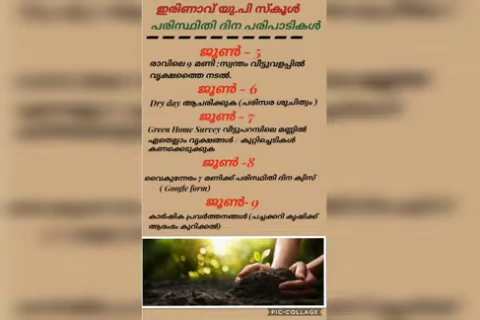 ഇരിണാവ് യു.പി സ്കൂൾ
പരിസ്ഥിതി ദിന പരിപാടികൾ
ജൂൺ - 5
രാവിലെ 9 മണി ; സ്വന്തം വീട്ടുവളപ്പിൽ
വൃക്ഷത്തൈ നടൽ.
ജൂൺ - 6
Dry day ആചരിക്കുക (പരിസര ശുചിത്വം )
ജൂൺ - 7
Green Home Survey വീട്ടുപറമ്പിലെ മണ്ണിൽ
ഏതെല്ലാം വൃക്ഷങ്ങൾ / കുറ്റിച്ചെടികൾ
കണക്കെടുക്കുക
ജൂൺ -8
വൈകുന്നേരം 7 മണിക്ക് പരിസ്ഥിതി ദിന ക്വിസ്
( Google form)
ജൂൺ- 9
കാർഷിക പ്രവർത്തനങ്ങൾ (പച്ചക്കറി കൃഷിക്ക്
ആരംഭം കുറിക്കൽ)
PIC-COLLAGE